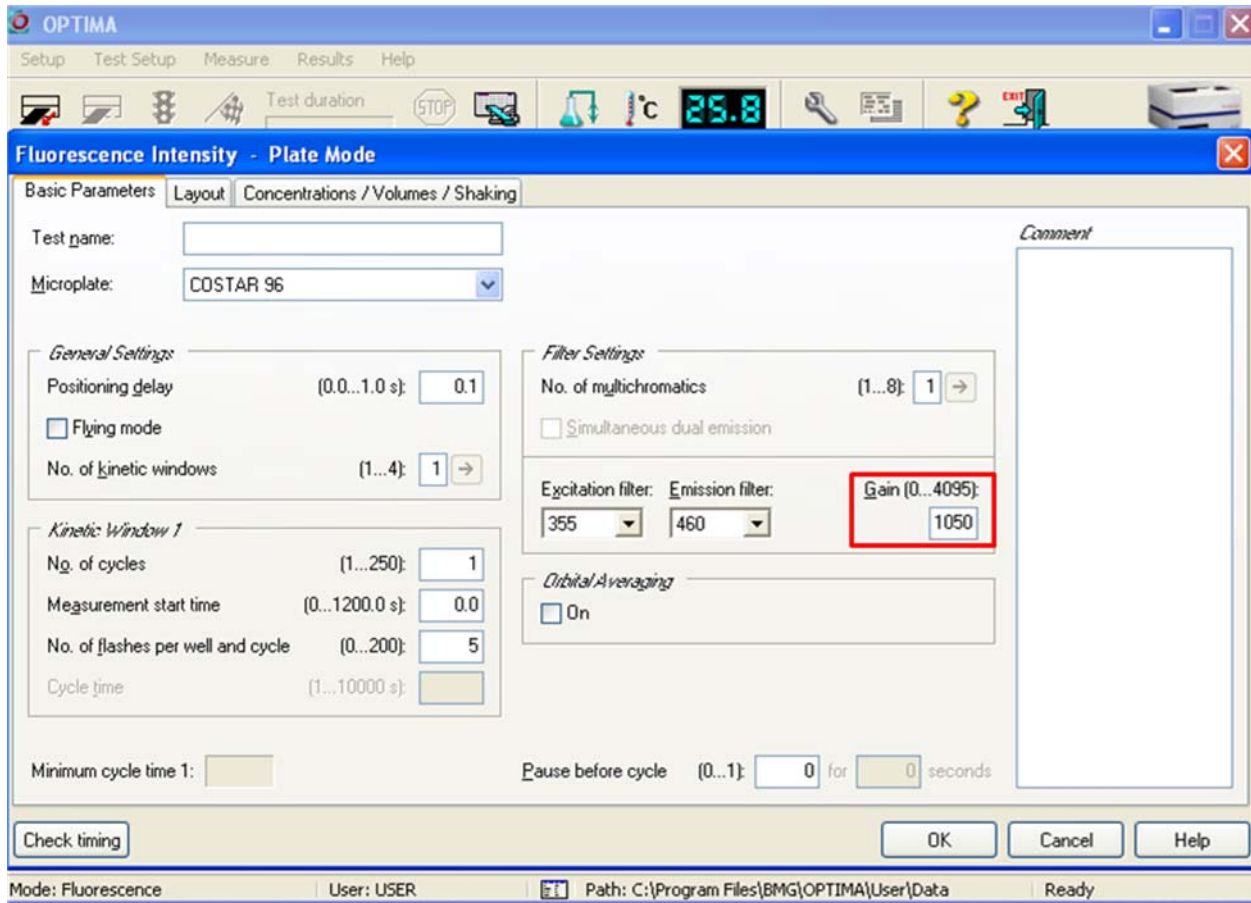 OPTIMA
Setup Test Setup Measure Results Help
Test duration STOP °C 25.8 EXIT
Fluorescence Intensity - Plate Mode
Basic Parameters Layout Concentrations / Volumes / Shaking
Test name: Comment
Microplate: COSTAR 96
General Settings Filter Settings
Positioning delay (0.0...1.0 s): 0.1 No. of multichromatics (1...8): 1
Flying mode Simultaneous dual emission
No. of kinetic windows (1...4): 1
Excitation filter: Emission filter: Gain (0...4095):
355 460 1050
Kinetic Window 1
No. of cycles (1...250): 1
Orbital Averaging
Measurement start time (0...1200.0 s): 0.0 On
No. of flashes per well and cycle (0...200): 5
Cycle time (1...10000 s):
Minimum cycle time 1: Pause before cycle (0...1): 0 for 0 seconds
Check timing OK Cancel Help
Mode: Fluorescence User: USER Path: C:\Program Files\BMG\OPTIMA\User\Data Ready